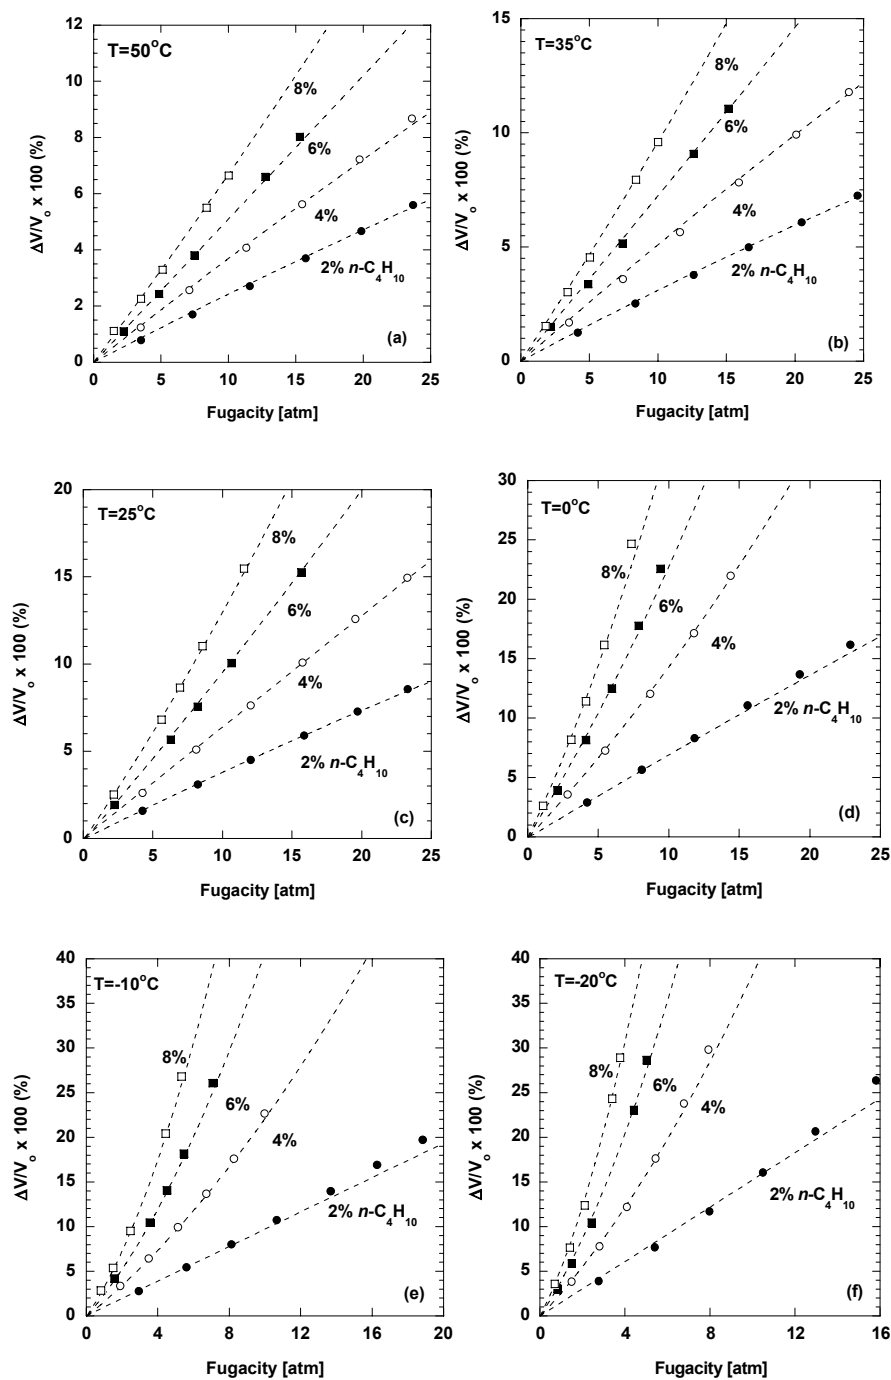 12
10
8
6
4
2
0
ΔV/Vₒ x 100 (%)
T=50°C
8%
6%
4%
2% n-C₄H₁₀
(a)
0 5 10 15 20 25
Fugacity [atm]
15
10
5
0
ΔV/Vₒ x 100 (%)
T=35°C
8%
6%
4%
2% n-C₄H₁₀
(b)
0 5 10 15 20 25
Fugacity [atm]
20
15
10
5
0
ΔV/Vₒ x 100 (%)
T=25°C
8%
6%
4%
2% n-C₄H₁₀
(c)
0 5 10 15 20 25
Fugacity [atm]
30
25
20
15
10
5
0
ΔV/Vₒ x 100 (%)
T=0°C
8%
6%
4%
2% n-C₄H₁₀
(d)
0 5 10 15 20 25
Fugacity [atm]
40
35
30
25
20
15
10
5
0
ΔV/Vₒ x 100 (%)
T=-10°C
8%
6%
4%
2% n-C₄H₁₀
(e)
0 4 8 12 16 20
Fugacity [atm]
40
35
30
25
20
15
10
5
0
ΔV/Vₒ x 100 (%)
T=-20°C
8%
6%
4%
2% n-C₄H₁₀
(f)
0 4 8 12 16
Fugacity [atm]